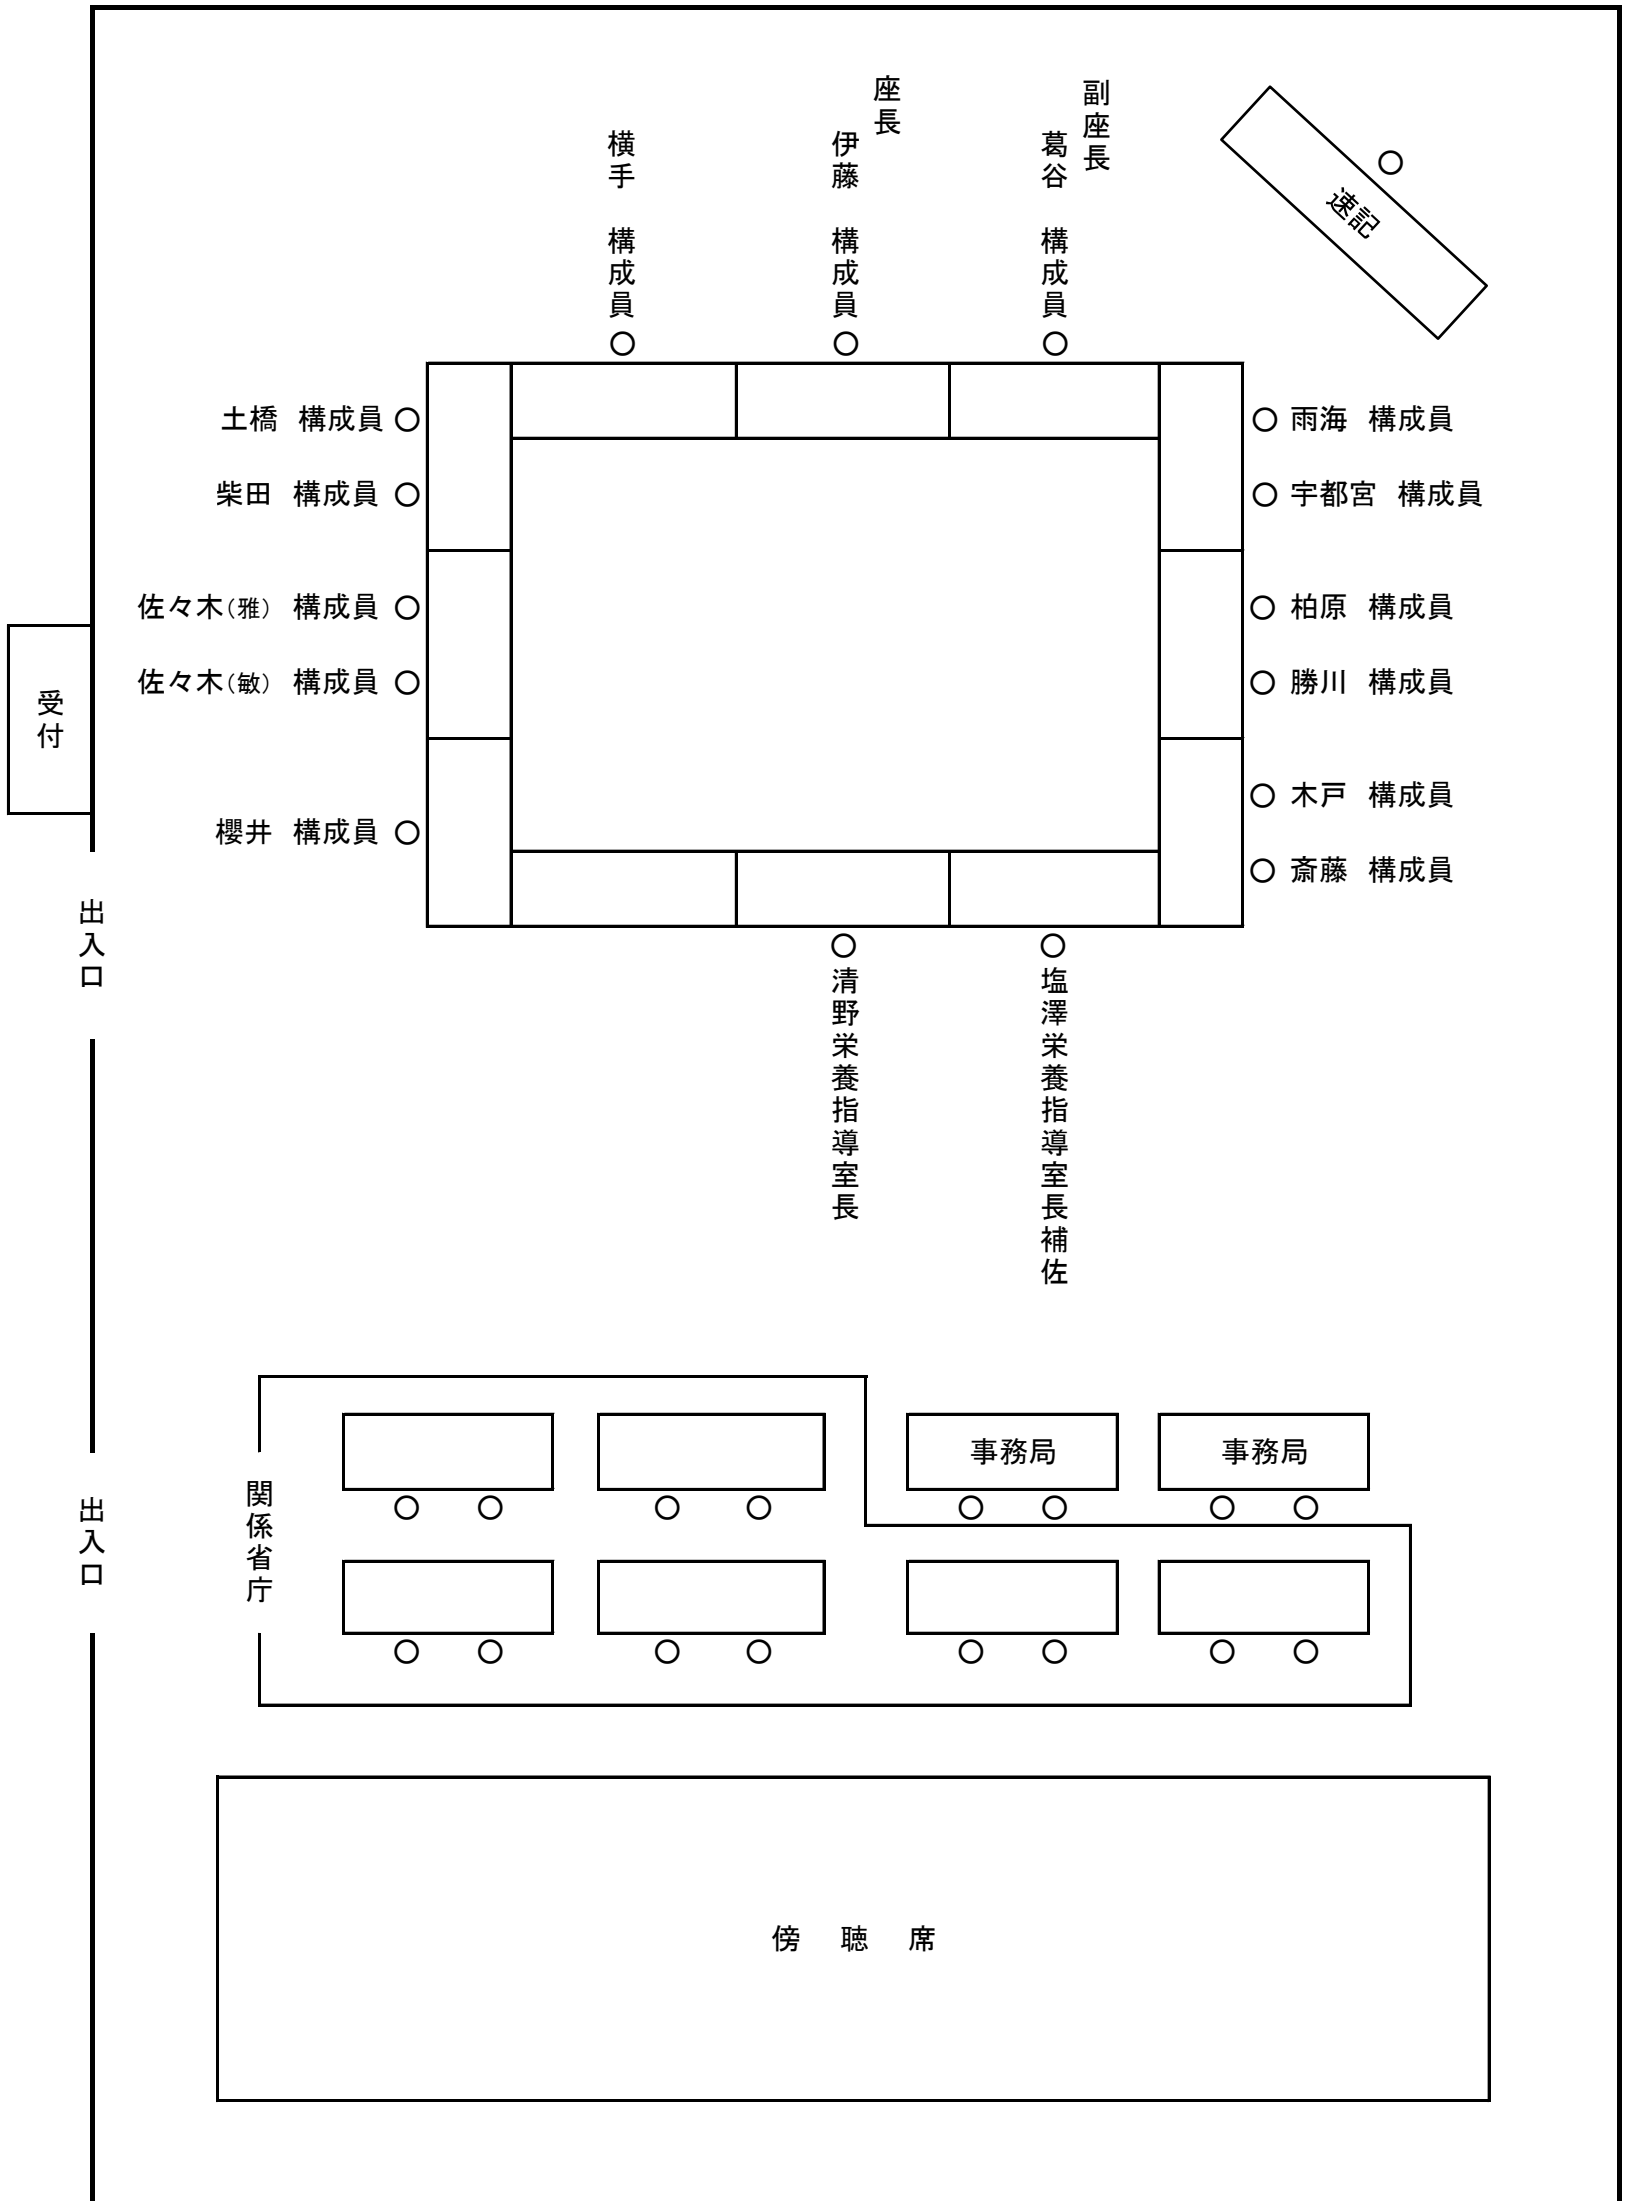 座長
副座長
横手　構成員
伊藤　構成員
葛谷　構成員
速記
土橋　構成員
雨海　構成員
柴田　構成員
宇都宮　構成員
佐々木（雅）　構成員
柏原　構成員
佐々木（敏）　構成員
勝川　構成員
受付
木戸　構成員
櫻井　構成員
斎藤　構成員
出入口
清野栄養指導室長
塩澤栄養指導室長補佐
事務局
事務局
関係省庁
出入口
傍　聴　席